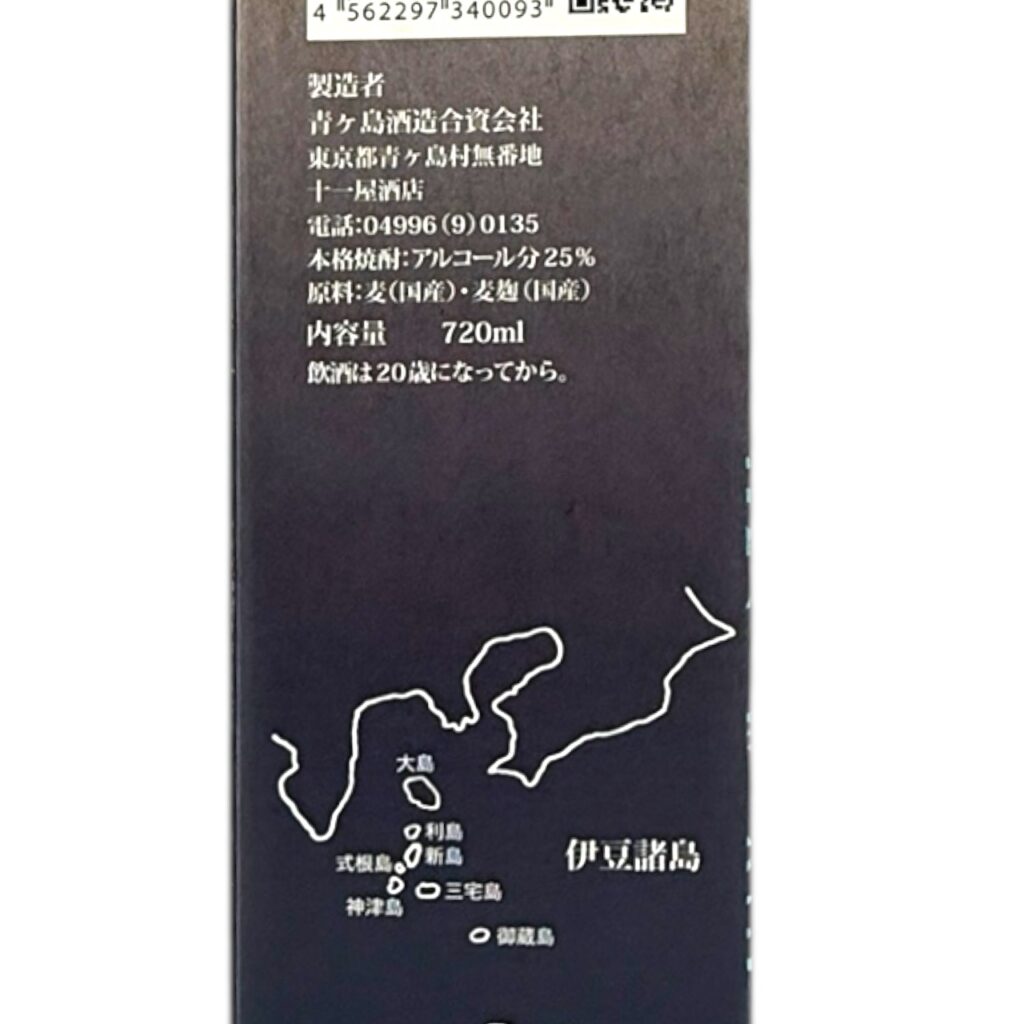 4 562297 340093
製造者
青ヶ島酒造合資会社
東京都青ヶ島村無番地
十一屋酒店
電話:04996(9)0135
本格焼酎:アルコール分25%
原料:麦(国産)・麦麹(国産)
内容量 720ml
飲酒は20歳になってから。
大島
利島
新島
式根島
三宅島
神津島
御蔵島
伊豆諸島